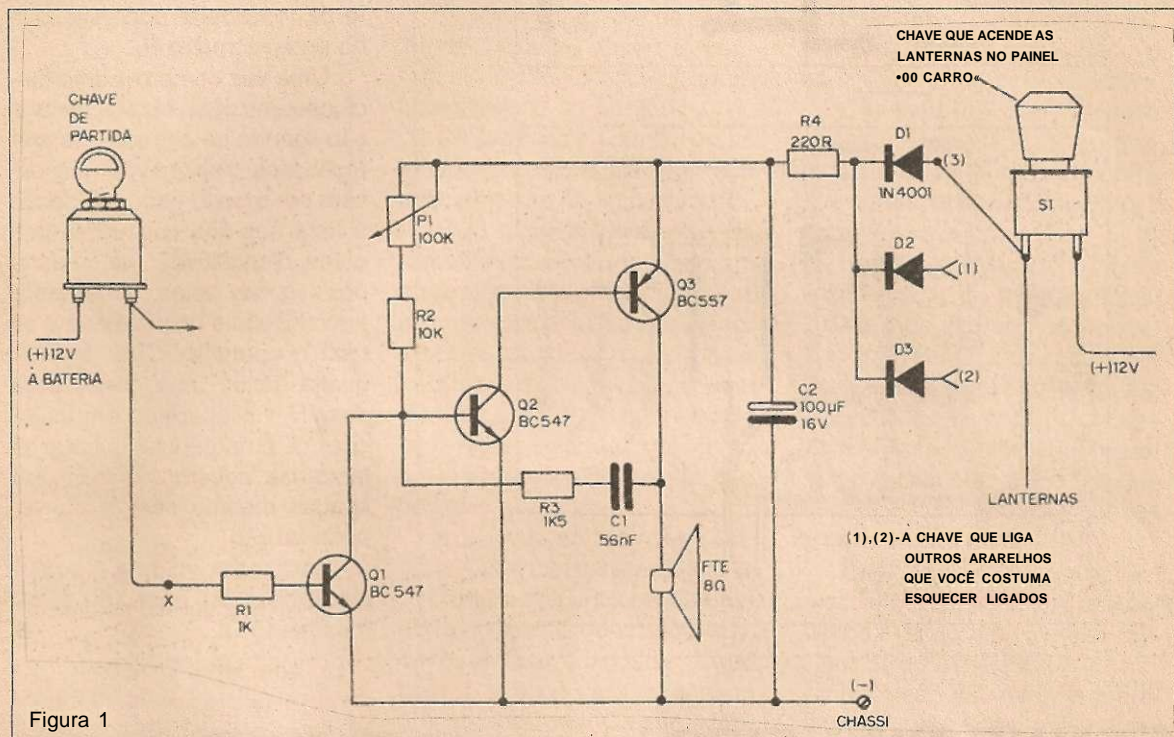 CHAVE QUE ACENDE AS
LANTERNAS NO PAINEL
•00 CARRO«
CHAVE
DE
PARTIDA
R4
220R
D1
(3)
1N4001
S1
P1
100K
D2
(1)
Q3
BC557
R2
10K
(+)12V
À BATERIA
D3
(2)
(+)12V
Q2
BC547
C2
100µF
16V
LANTERNAS
R3
1K5
C1
56nF
(1),(2)-A CHAVE QUE LIGA
OUTROS ARARELHOS
QUE VOCÊ COSTUMA
ESQUECER LIGADOS
FTE
8Ω
Q1
BC547
X
R1
1K
(-)
CHASSI
Figura 1